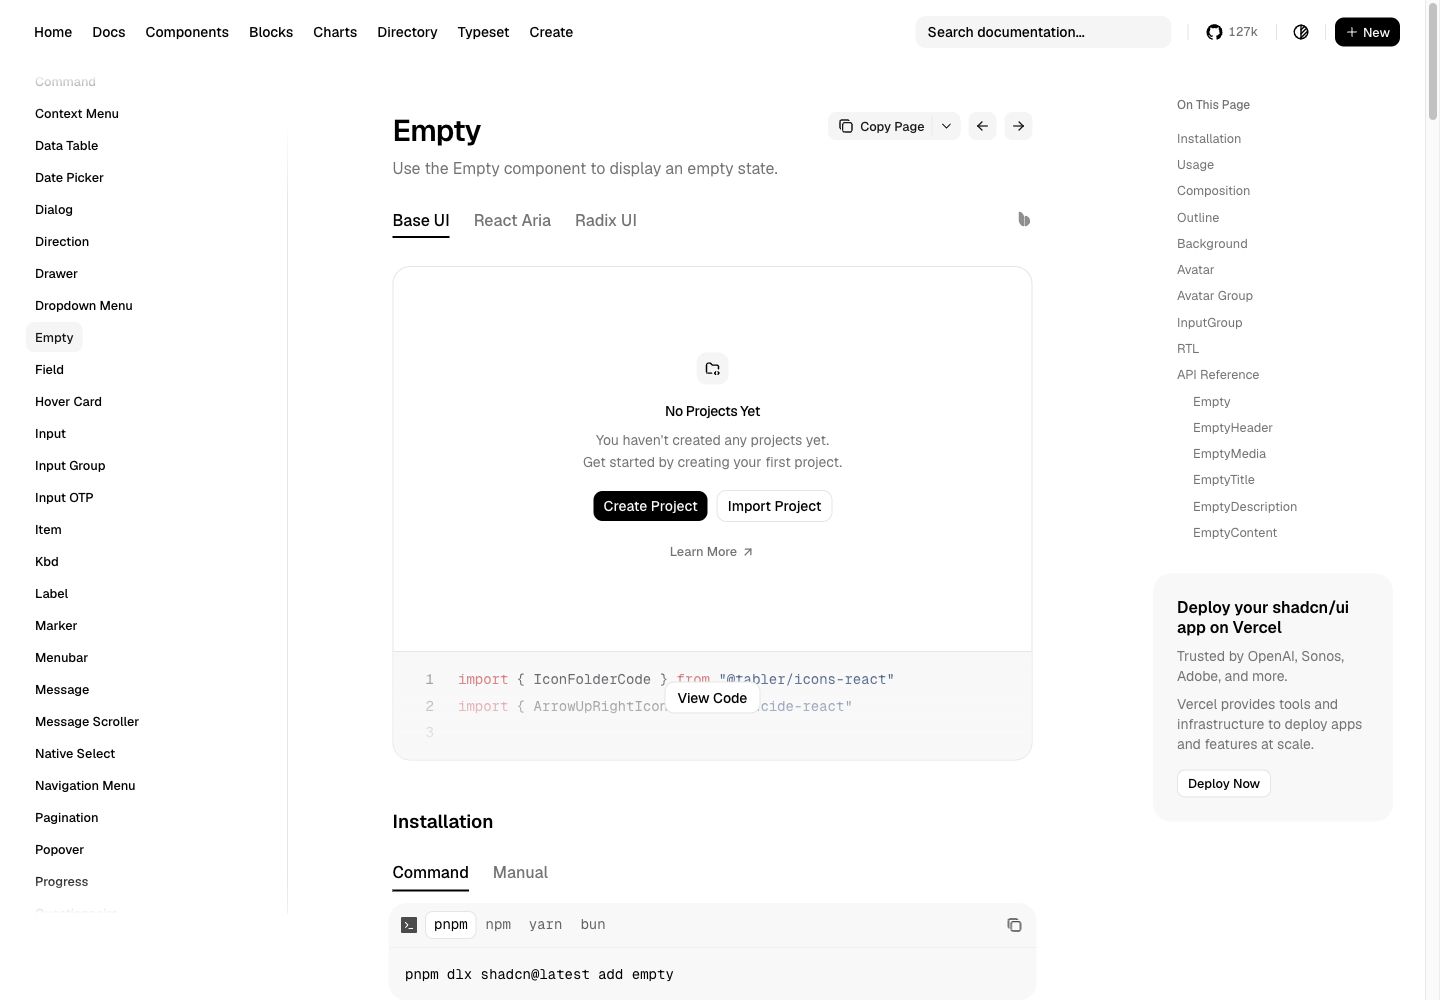 Home Docs Components Blocks Charts Directory Typeset Create
Search documentation...
127k
New
Command
Context Menu
Data Table
Date Picker
Dialog
Direction
Drawer
Dropdown Menu
Empty
Field
Hover Card
Input
Input Group
Input OTP
Item
Kbd
Label
Marker
Menubar
Message
Message Scroller
Native Select
Navigation Menu
Pagination
Popover
Progress
Empty
Copy Page
Use the Empty component to display an empty state.
Base UI React Aria Radix UI
No Projects Yet
You haven't created any projects yet.
Get started by creating your first project.
Create Project Import Project
Learn More
1 import { IconFolderCode } from "@tabler/icons-react"
View Code
2 import { ArrowUpRightIcon cide-react"
3
Installation
Command Manual
pnpm npm yarn bun
pnpm dlx shadcn@latest add empty
On This Page
Installation
Usage
Composition
Outline
Background
Avatar
Avatar Group
InputGroup
RTL
API Reference
Empty
EmptyHeader
EmptyMedia
EmptyTitle
EmptyDescription
EmptyContent
Deploy your shadcn/ui
app on Vercel
Trusted by OpenAI, Sonos,
Adobe, and more.
Vercel provides tools and
infrastructure to deploy apps
and features at scale.
Deploy Now